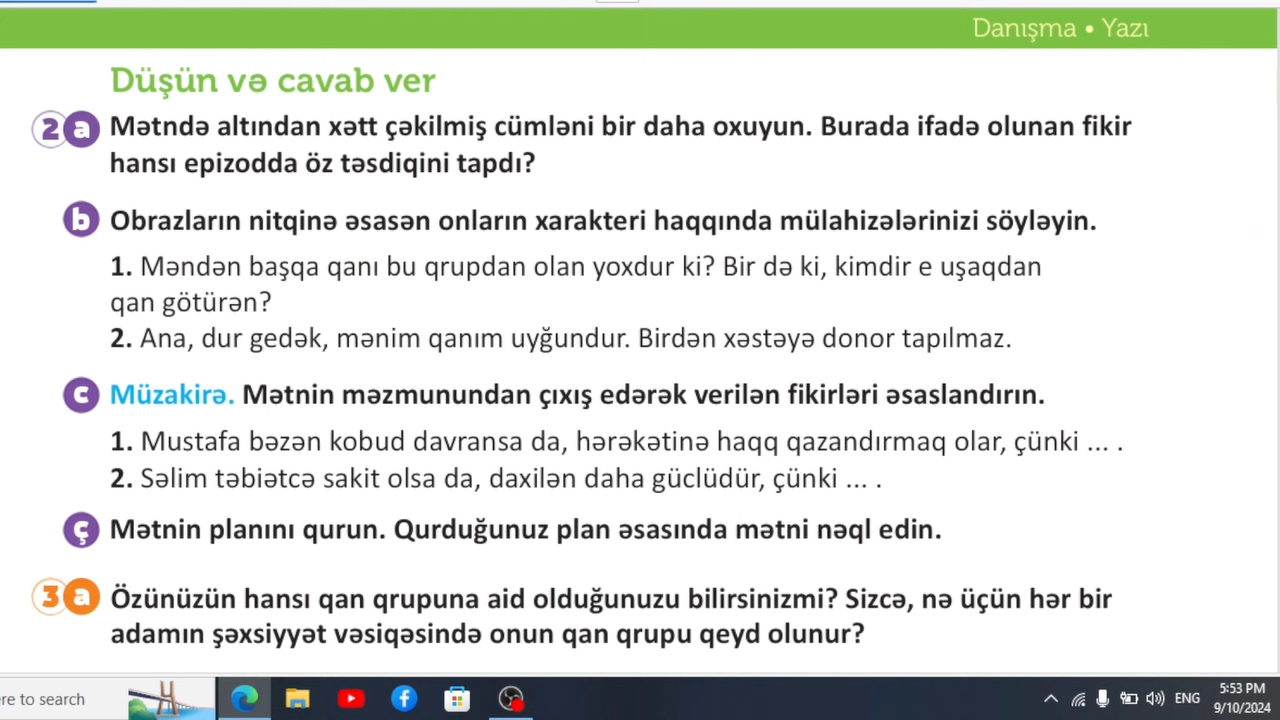 Danışma • Yazı
Düşün və cavab ver
2 a Mətndə altından xətt çəkilmiş cümləni bir daha oxuyun. Burada ifadə olunan fikir
hansı epizodda öz təsdiqini tapdı?
b Obrazların nitqinə əsasən onların xarakteri haqqında mülahizələrinizi söyləyin.
1. Məndən başqa qanı bu qrupdan olan yoxdur ki? Bir də ki, kimdir e uşaqdan
qan götürən?
2. Ana, dur gedək, mənim qanım uyğundur. Birdən xəstəyə donor tapılmaz.
c Müzakirə. Mətnin məzmunundan çıxış edərək verilən fikirləri əsaslandırın.
1. Mustafa bəzən kobud davransa da, hərəkətinə haqq qazandırmaq olar, çünki ... .
2. Səlim təbiətcə sakit olsa da, daxilən daha güclüdür, çünki ... .
ç Mətnin planını qurun. Qurduğunuz plan əsasında mətni nəql edin.
3 a Özünüzün hansı qan qrupuna aid olduğunuzu bilirsinizmi? Sizcə, nə üçün hər bir
adamın şəxsiyyət vəsiqəsində onun qan qrupu qeyd olunur?
re to search
ENG
5:53 PM
9/10/2024